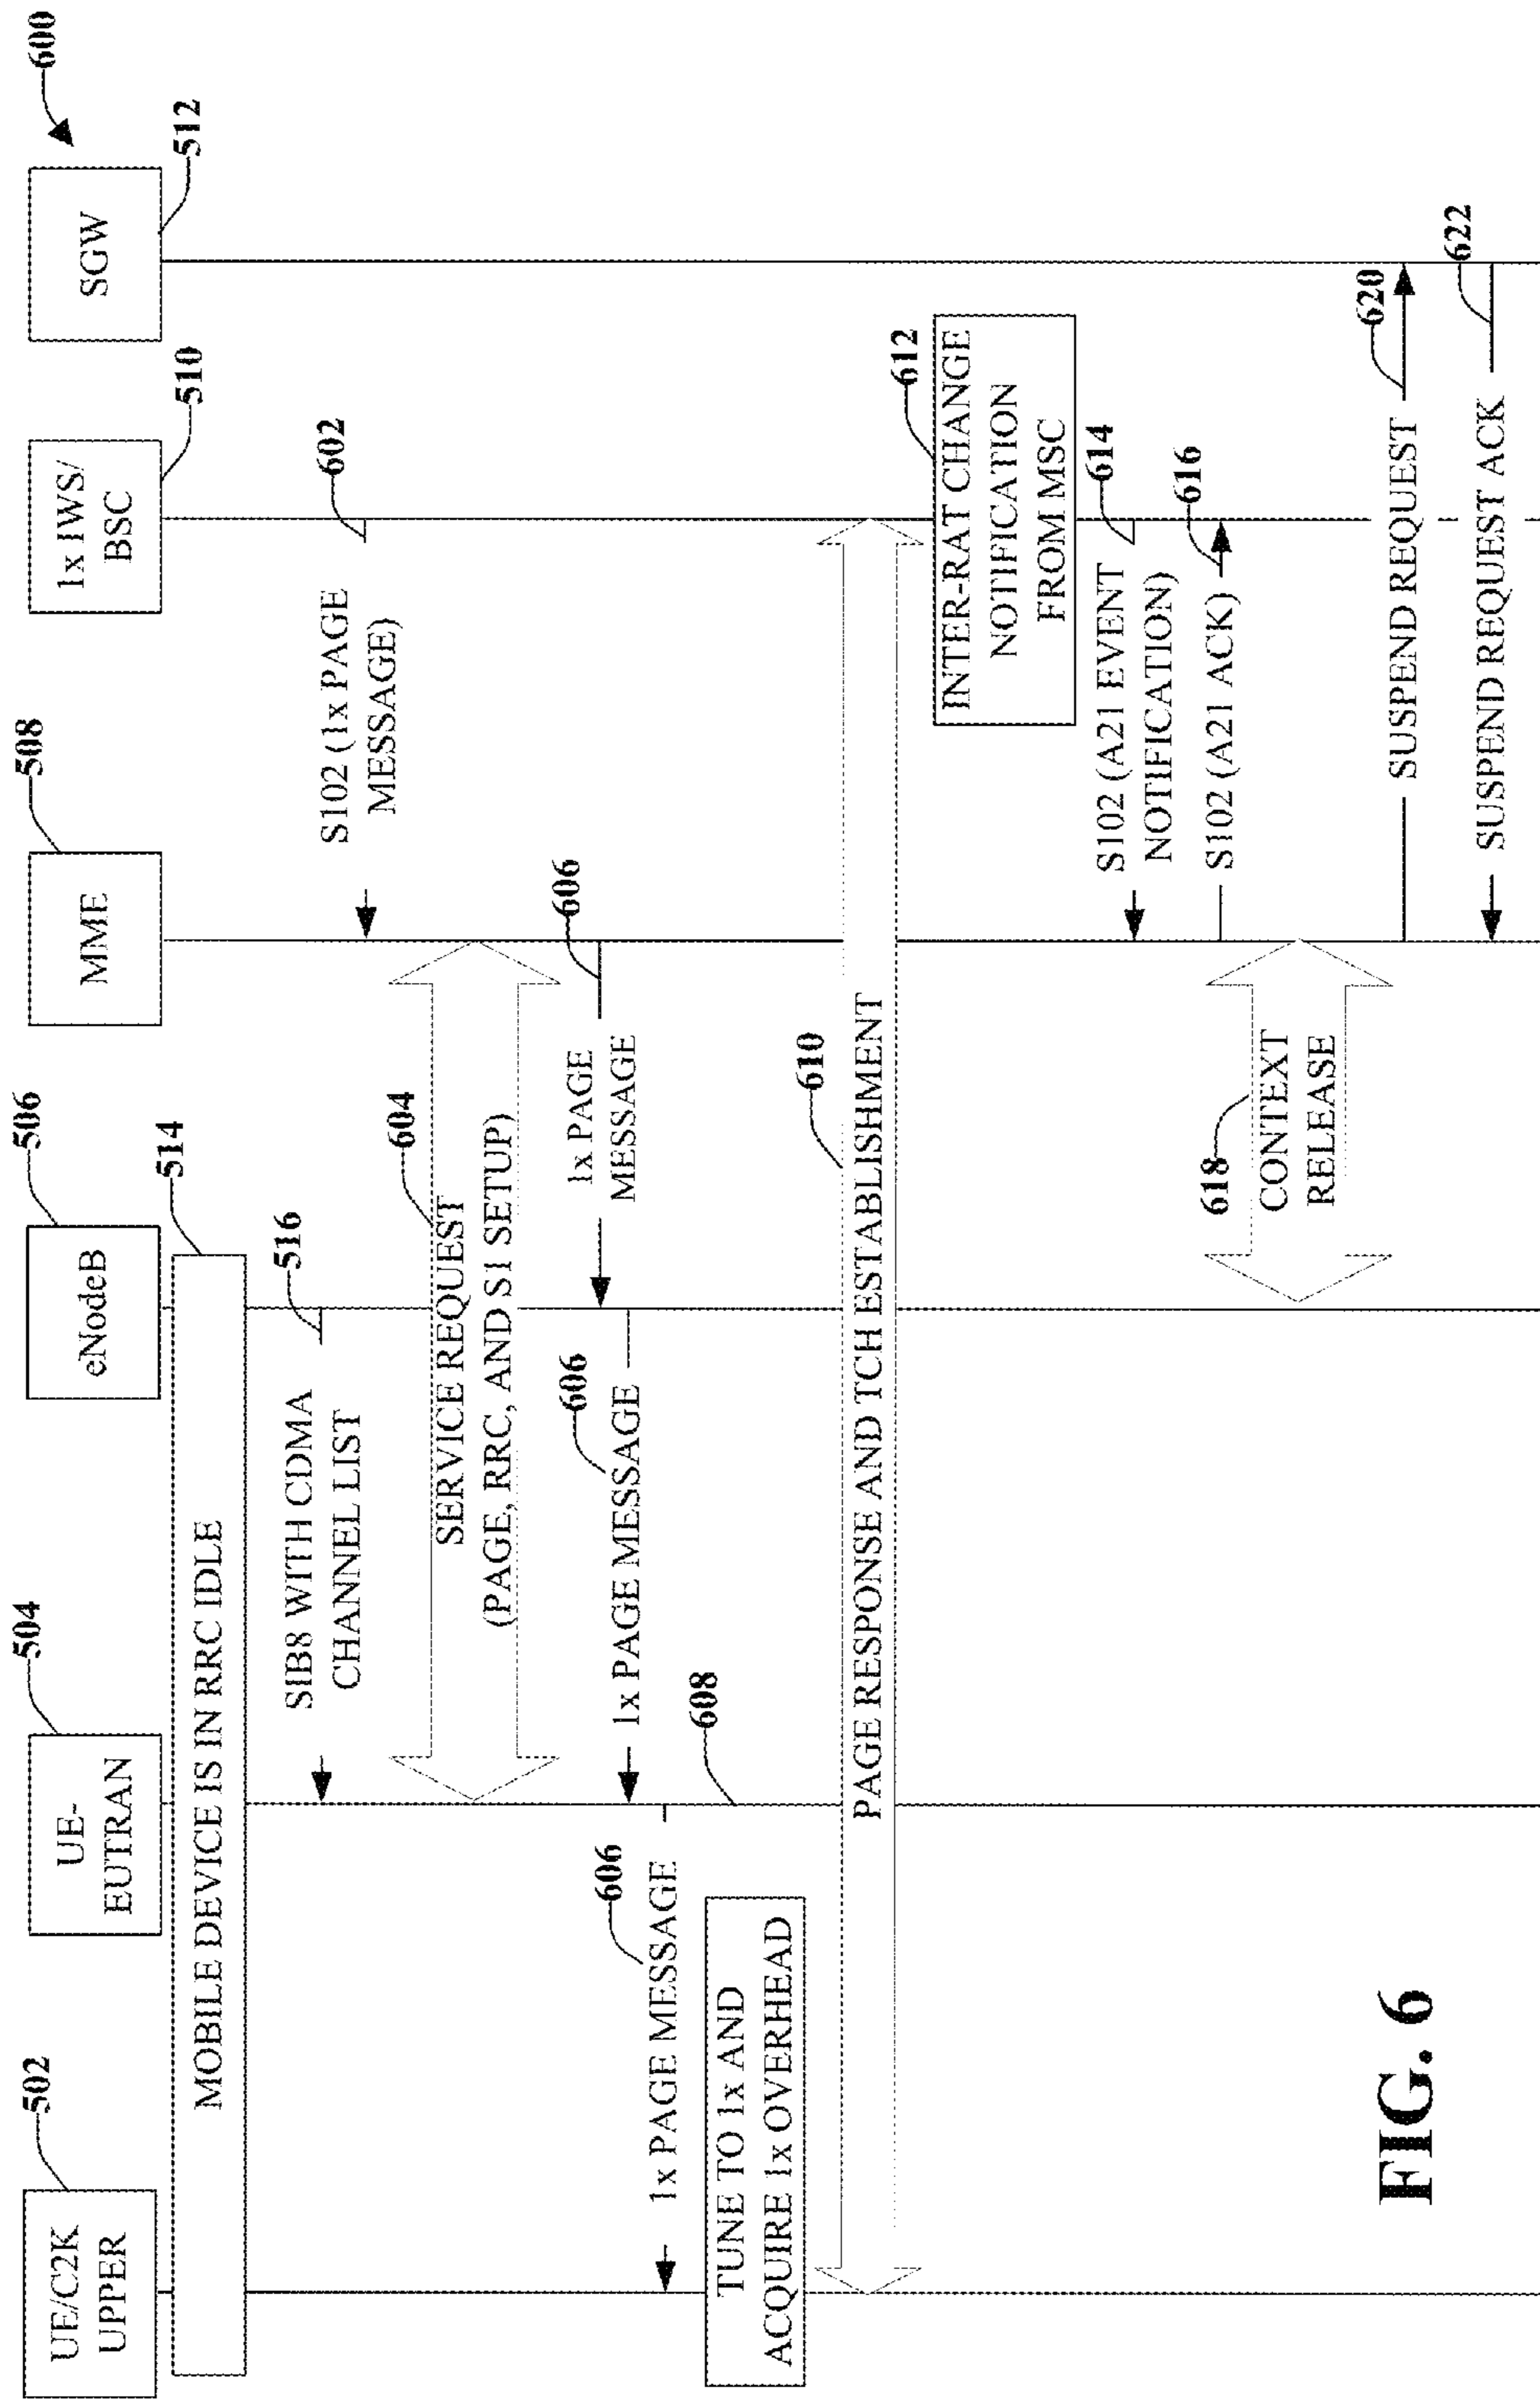 600
502
504
506
508
510
512
UE/C2K
UPPER
UE-
EUTRAN
eNodeB
MME
1x IWS/
BSC
SGW
514
MOBILE DEVICE IS IN RRC IDLE
516
SIB8 WITH CDMA
CHANNEL LIST
602
S102 (1x PAGE
MESSAGE)
604
SERVICE REQUEST
(PAGE, RRC, AND S1 SETUP)
606
1x PAGE
MESSAGE
606
1x PAGE MESSAGE
606
1x PAGE MESSAGE
608
TUNE TO 1x AND
ACQUIRE 1x OVERHEAD
610
PAGE RESPONSE AND TCH ESTABLISHMENT
612
INTER-RAT CHANGE
NOTIFICATION
FROM MSC
614
S102 (A21 EVENT
NOTIFICATION)
616
S102 (A21 ACK)
618
CONTEXT
RELEASE
620
SUSPEND REQUEST
622
SUSPEND REQUEST ACK
FIG. 6